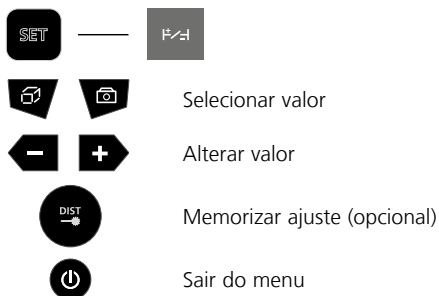 SET
Selecionar valor
Alterar valor
DIST
Memorizar ajuste (opcional)
Sair do menu